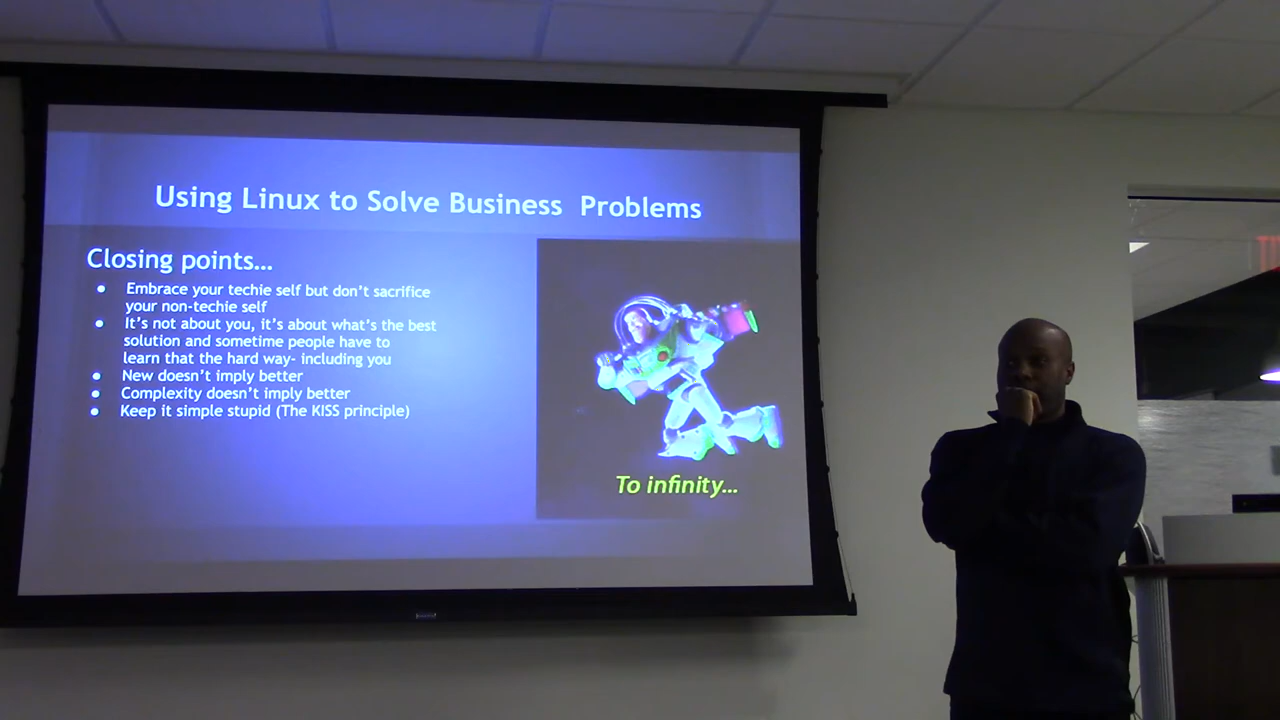 Using Linux to Solve Business Problems
Closing points...
Embrace your techie self but don't sacrifice
your non-techie self
It's not about you, it's about what's the best
solution and sometime people have to
learn that the hard way- including you
New doesn't imply better
Complexity doesn't imply better
Keep it simple stupid (The KISS principle)
To infinity...